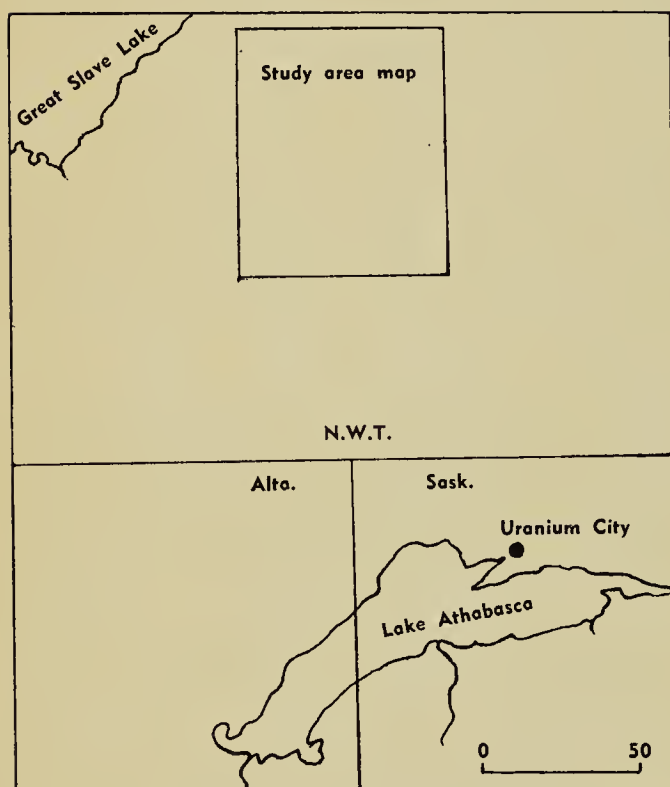 Great Slave Lake
Study area map
N.W.T.
Alta.
Sask.
Uranium City
Lake Athabasca
0
50